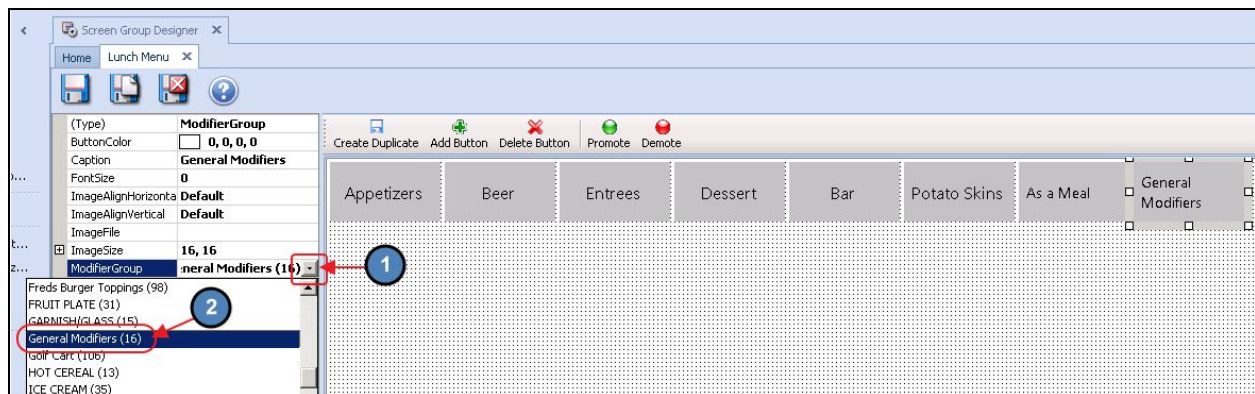 Screen Group Designer
Home Lunch Menu
(Type) ModifierGroup
ButtonColor 0, 0, 0, 0
Caption General Modifiers
FontSize 0
ImageAlignHorizonta Default
ImageAlignVertical Default
ImageFile
ImageSize 16, 16
ModifierGroup neral Modifiers (16)
Freds Burger Toppings (98)
FRUIT PLATE (31)
GARNISH/GLASS (15)
General Modifiers (16)
Golf Cart (106)
HOT CEREAL (13)
ICE CREAM (35)
1
2
Create Duplicate Add Button Delete Button Promote Demote
Appetizers Beer Entrees Dessert Bar Potato Skins As a Meal General
Modifiers